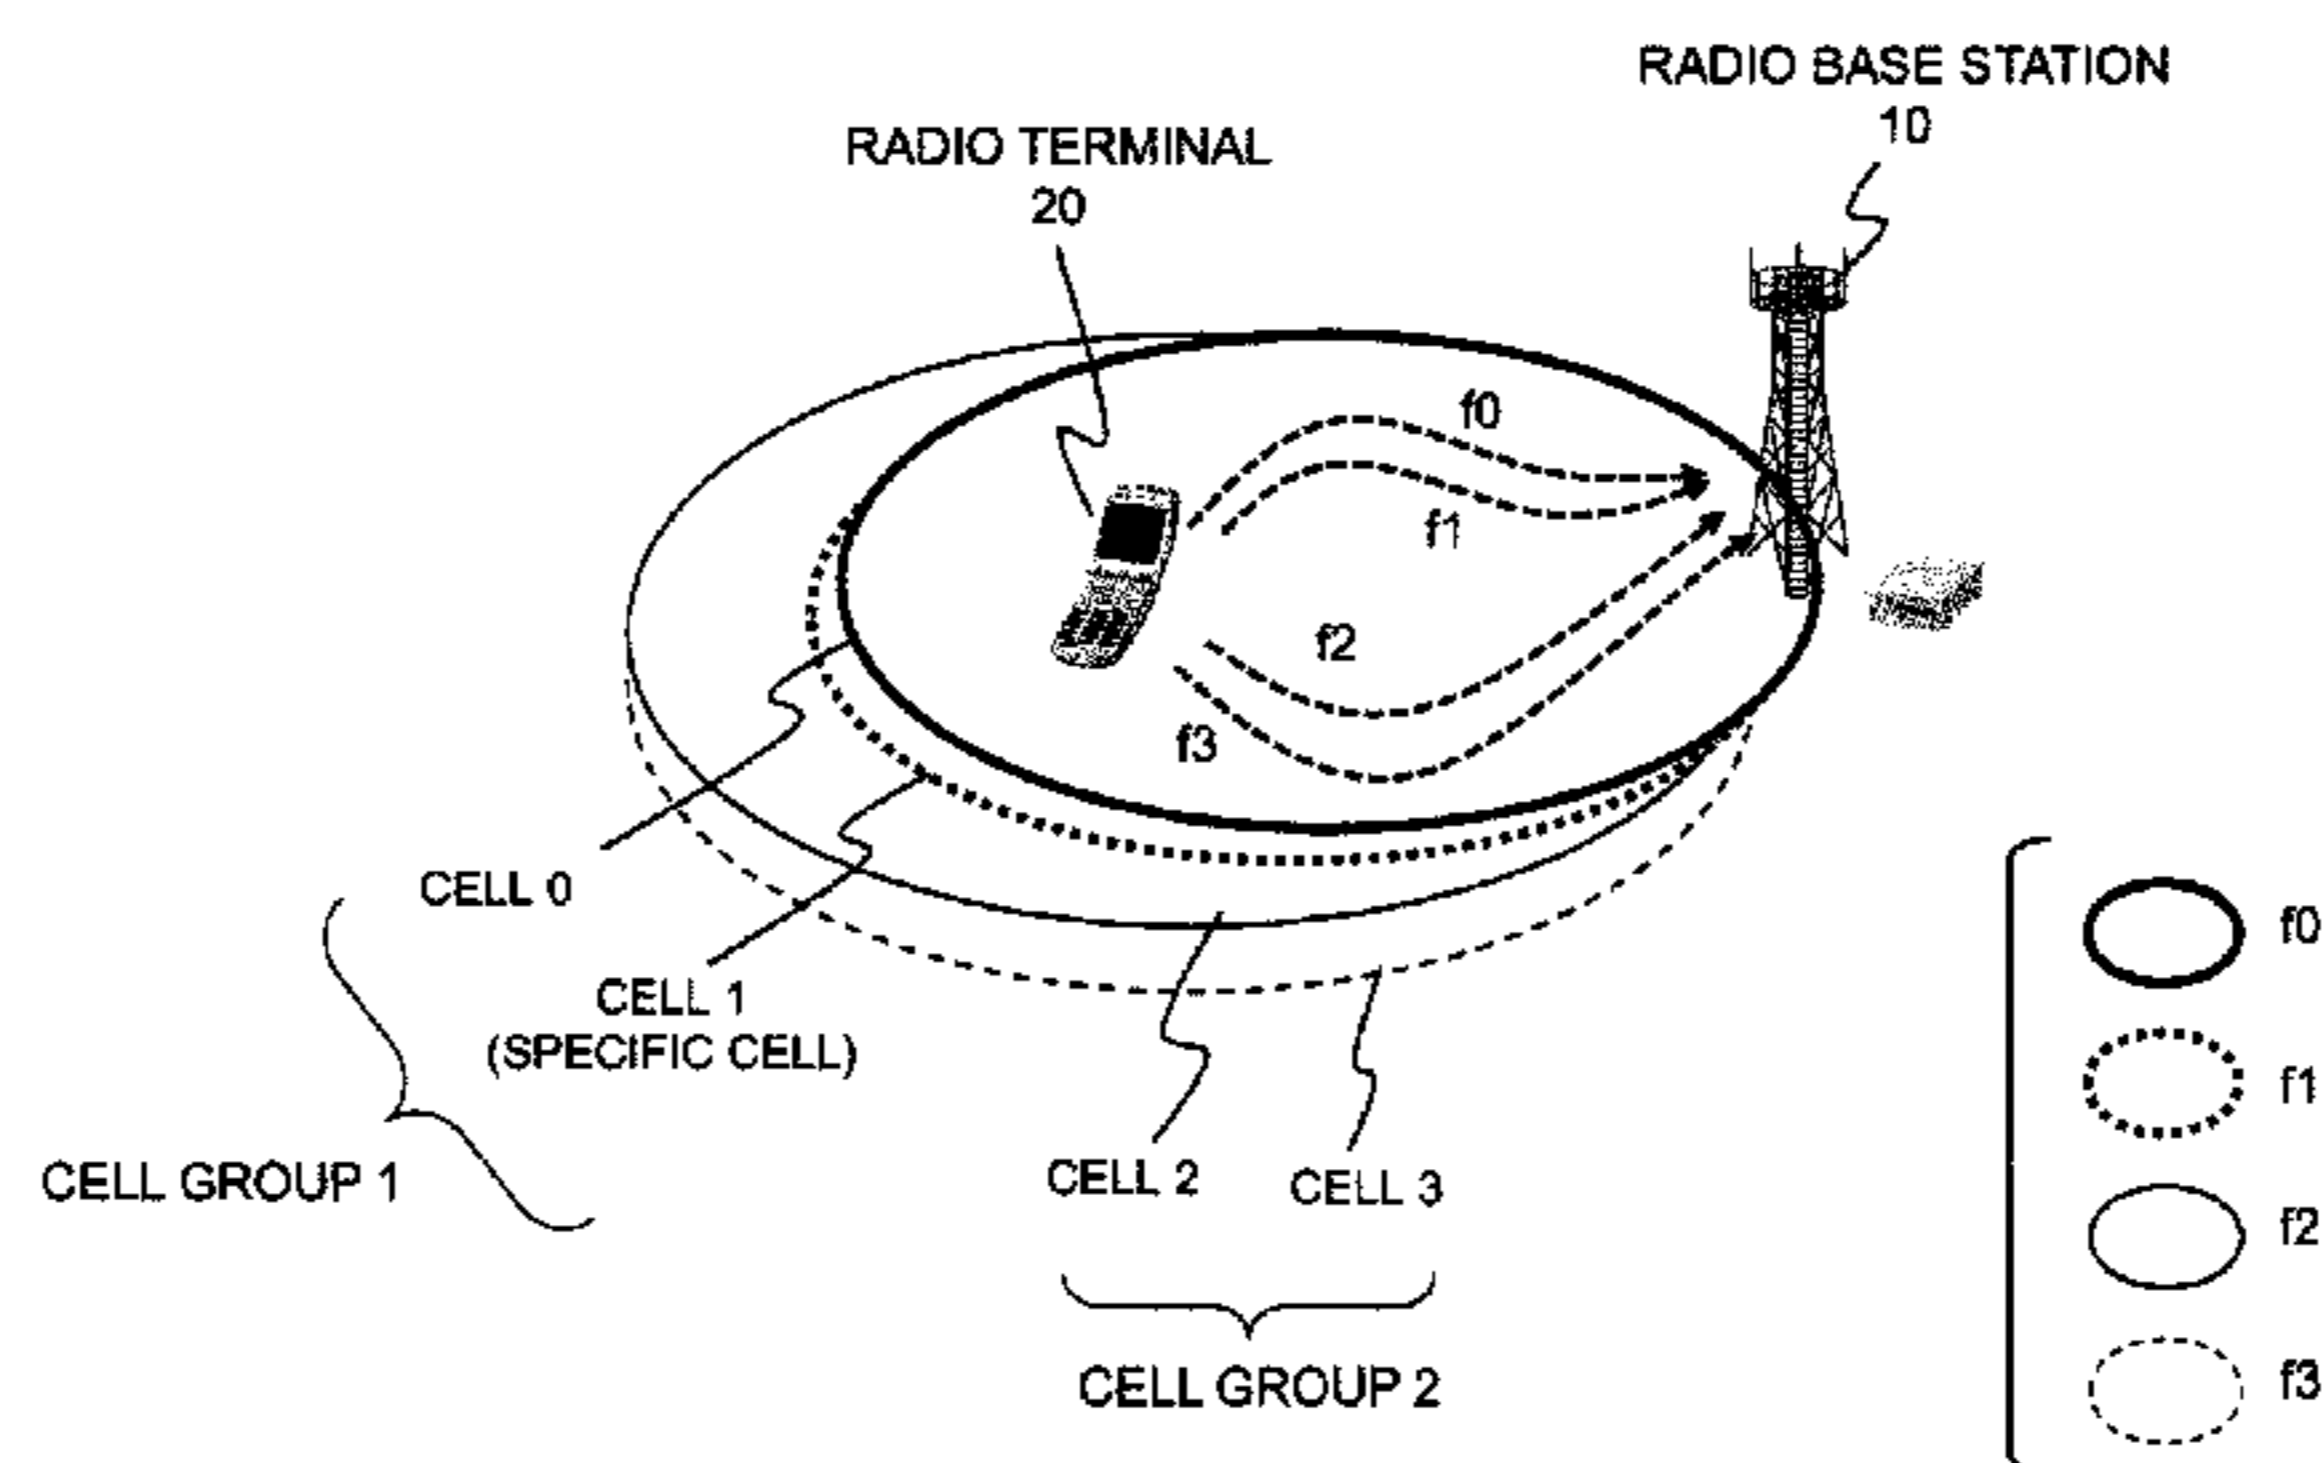 RADIO BASE STATION
10
RADIO TERMINAL
20
f0
f1
f2
f3
CELL 0
CELL 1
(SPECIFIC CELL)
CELL GROUP 1
CELL 2
CELL 3
CELL GROUP 2
f0
f1
f2
f3